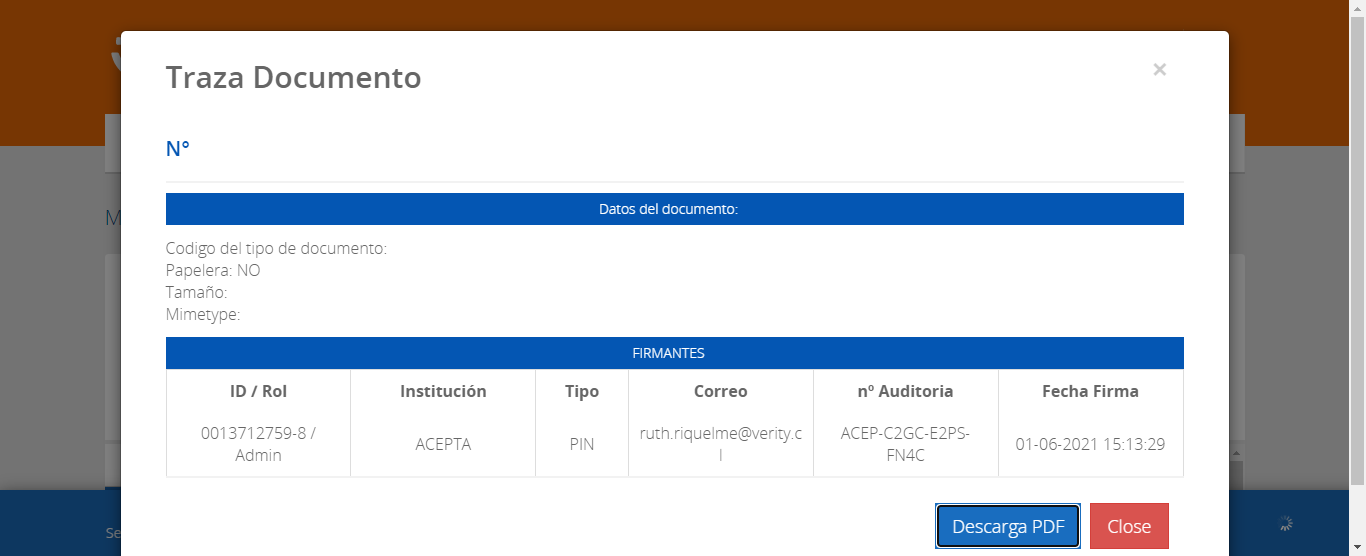 Traza Documento
×
N°
M
Datos del documento:
Codigo del tipo de documento:
Papelera: NO
Tamaño:
Mimetype:
FIRMANTES
ID / Rol Institución Tipo Correo nº Auditoria Fecha Firma
0013712759-8 / Admin ACEPTA PIN ruth.riquelme@verity.cl ACEP-C2GC-E2PS-FN4C 01-06-2021 15:13:29
Descarga PDF Close
Se